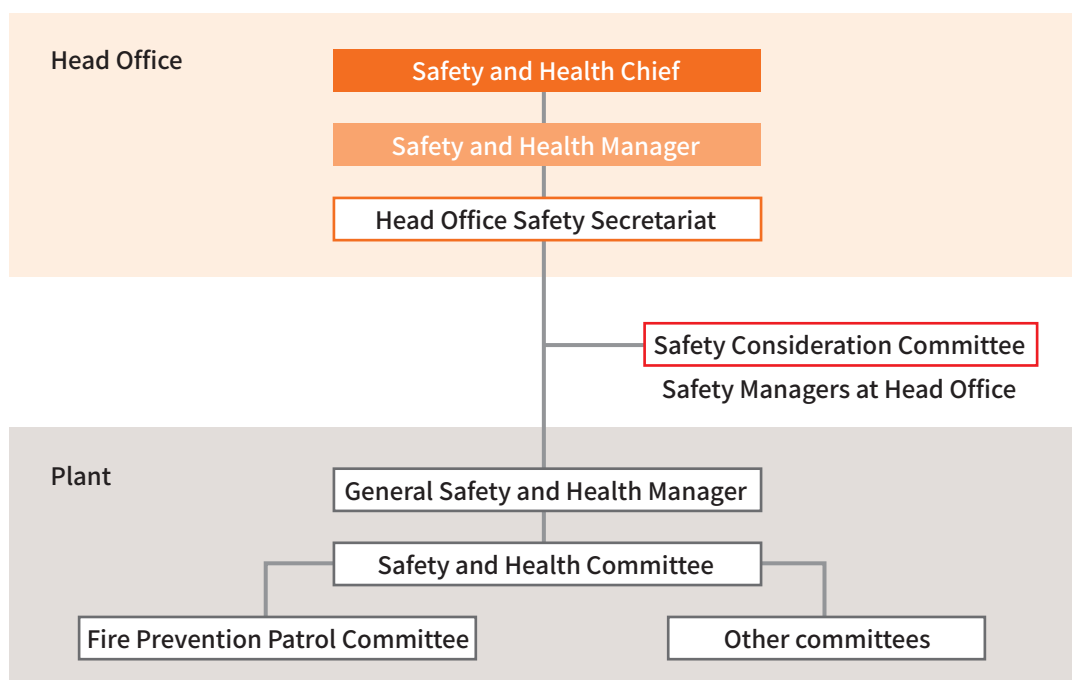 Head Office
Safety and Health Chief
Safety and Health Manager
Head Office Safety Secretariat
Safety Consideration Committee
Safety Managers at Head Office
Plant
General Safety and Health Manager
Safety and Health Committee
Fire Prevention Patrol Committee
Other committees